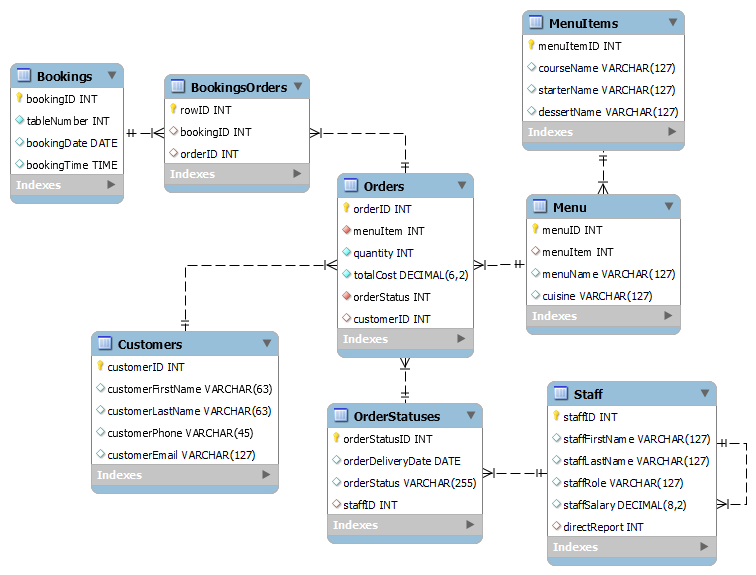 MenuItems
menuItemID INT
courseName VARCHAR(127)
starterName VARCHAR(127)
dessertName VARCHAR(127)
Indexes
Bookings
bookingID INT
tableNumber INT
bookingDate DATE
bookingTime TIME
Indexes
BookingsOrders
rowID INT
bookingID INT
orderID INT
Indexes
Orders
orderID INT
menuItem INT
quantity INT
totalCost DECIMAL(6,2)
orderStatus INT
customerID INT
Indexes
Menu
menuID INT
menuItem INT
menuName VARCHAR(127)
cuisine VARCHAR(127)
Indexes
Customers
customerID INT
customerFirstName VARCHAR(63)
customerLastName VARCHAR(63)
customerPhone VARCHAR(45)
customerEmail VARCHAR(127)
Indexes
OrderStatuses
orderStatusID INT
orderDeliveryDate DATE
orderStatus VARCHAR(255)
staffID INT
Indexes
Staff
staffID INT
staffFirstName VARCHAR(127)
staffLastName VARCHAR(127)
staffRole VARCHAR(127)
staffSalary DECIMAL(8,2)
directReport INT
Indexes